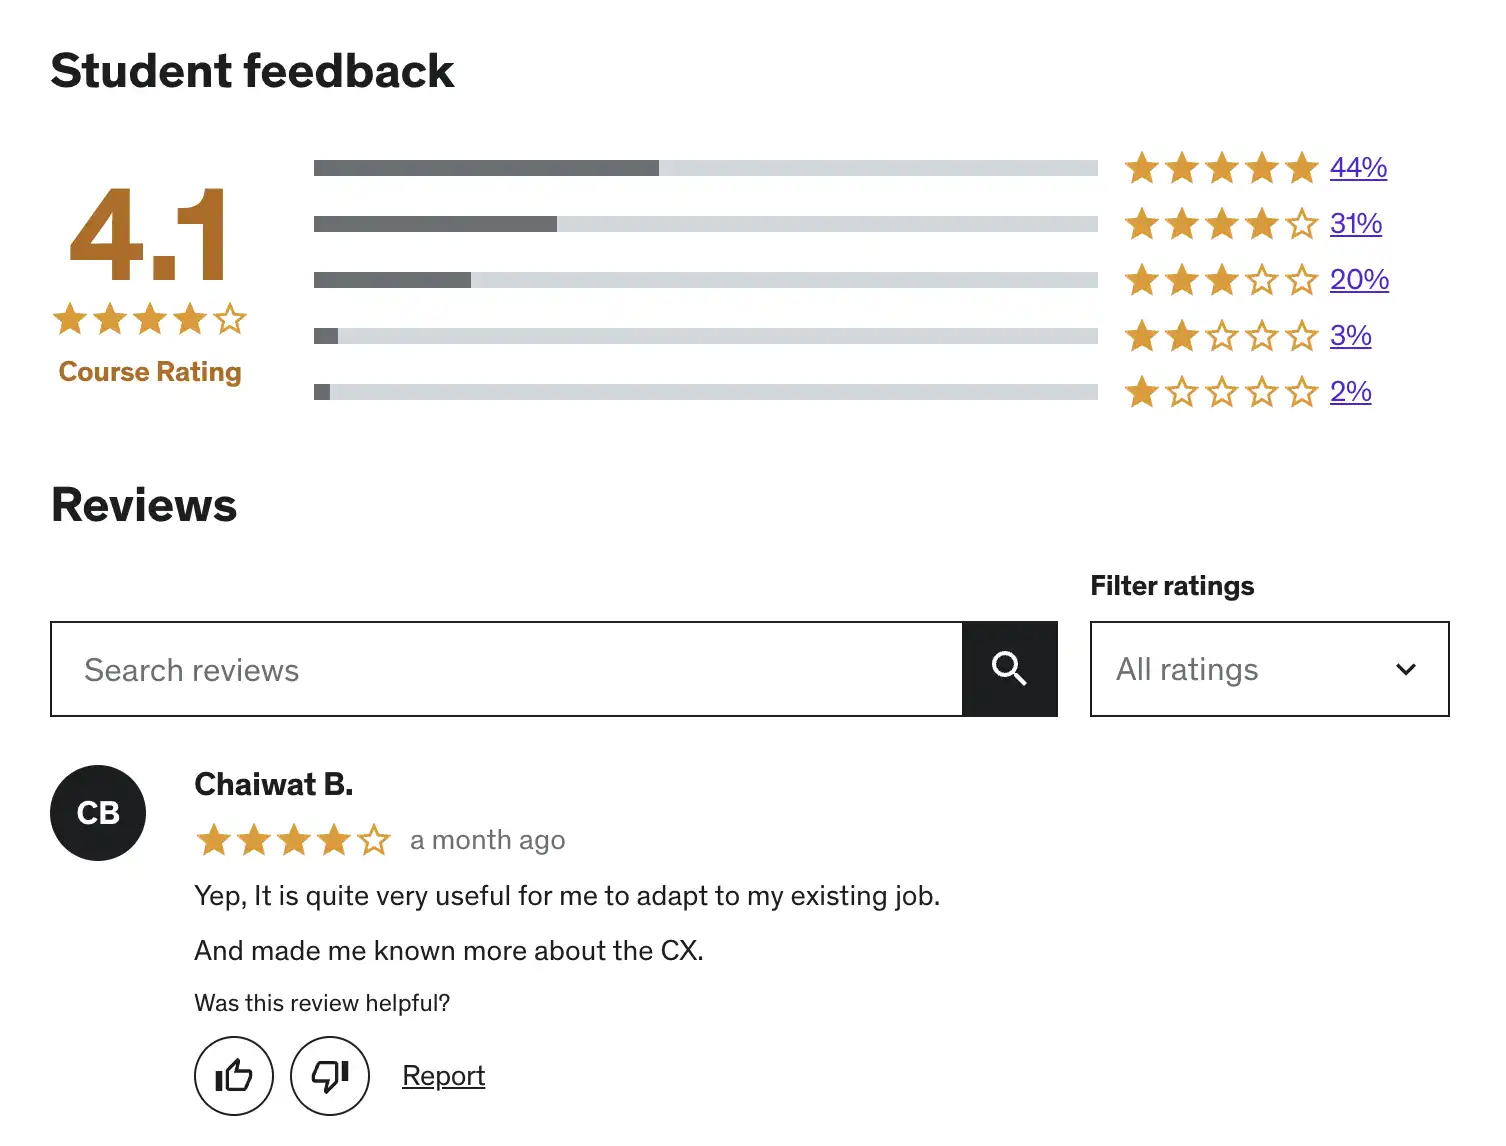 Student feedback
4.1
Course Rating
44%
31%
20%
3%
2%
Reviews
Filter ratings
Search reviews
All ratings
CB
Chaiwat B.
a month ago
Yep, It is quite very useful for me to adapt to my existing job.
And made me known more about the CX.
Was this review helpful?
Report